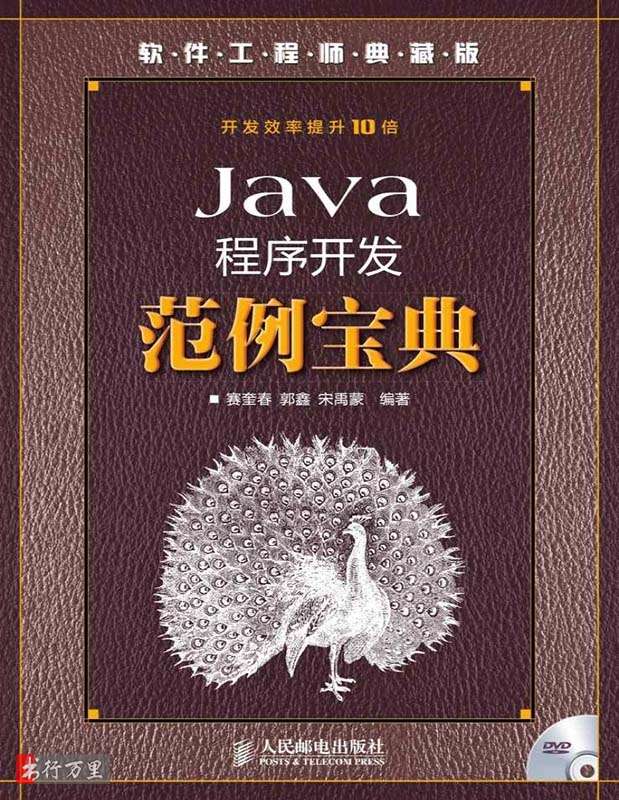 软·件·工·程·师·典·藏·版
开发效率提升10倍
Java
程序开发
范例宝典
■ 赛奎春 郭鑫 宋禹蒙 编著
人民邮电出版社
POSTS & TELECOM PRESS
DVD
书行万里